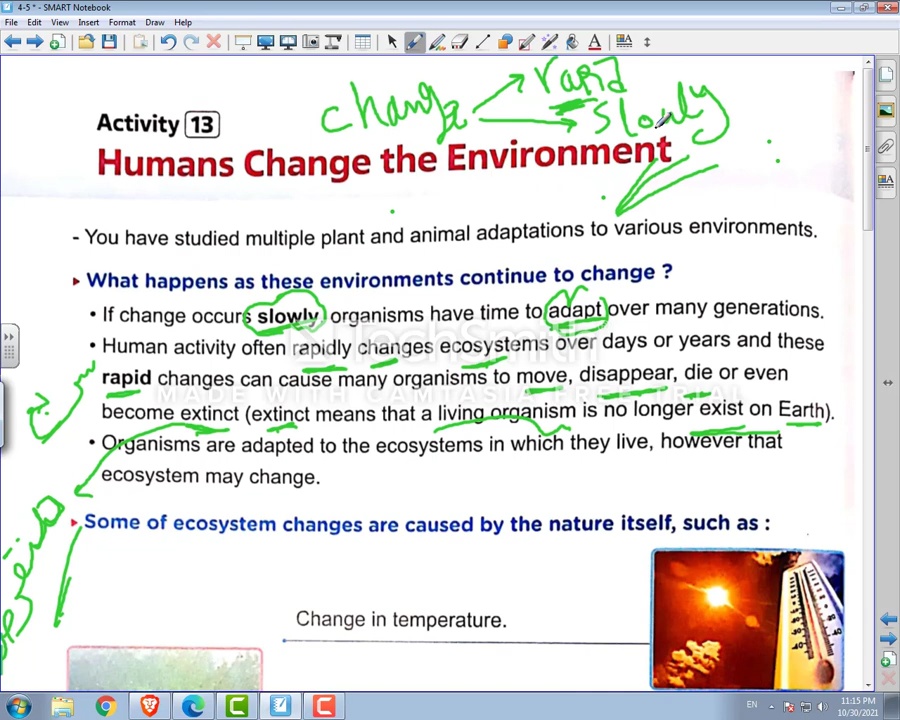 4-5 * - SMART Notebook
File Edit View Insert Format Draw Help
change rapid
slowly
Activity 13
Humans Change the Environment
- You have studied multiple plant and animal adaptations to various environments.
▸ What happens as these environments continue to change ?
• If change occurs slowly organisms have time to adapt over many generations.
• Human activity often rapidly changes ecosystems over days or years and these
rapid changes can cause many organisms to move, disappear, die or even
become extinct (extinct means that a living organism is no longer exist on Earth).
• Organisms are adapted to the ecosystems in which they live, however that
ecosystem may change.
TechSmith
MADE WITH CAMTASIA FREE TRIAL
▸ Some of ecosystem changes are caused by the nature itself, such as :
Change in temperature.
EN
11:15 PM
10/30/2021